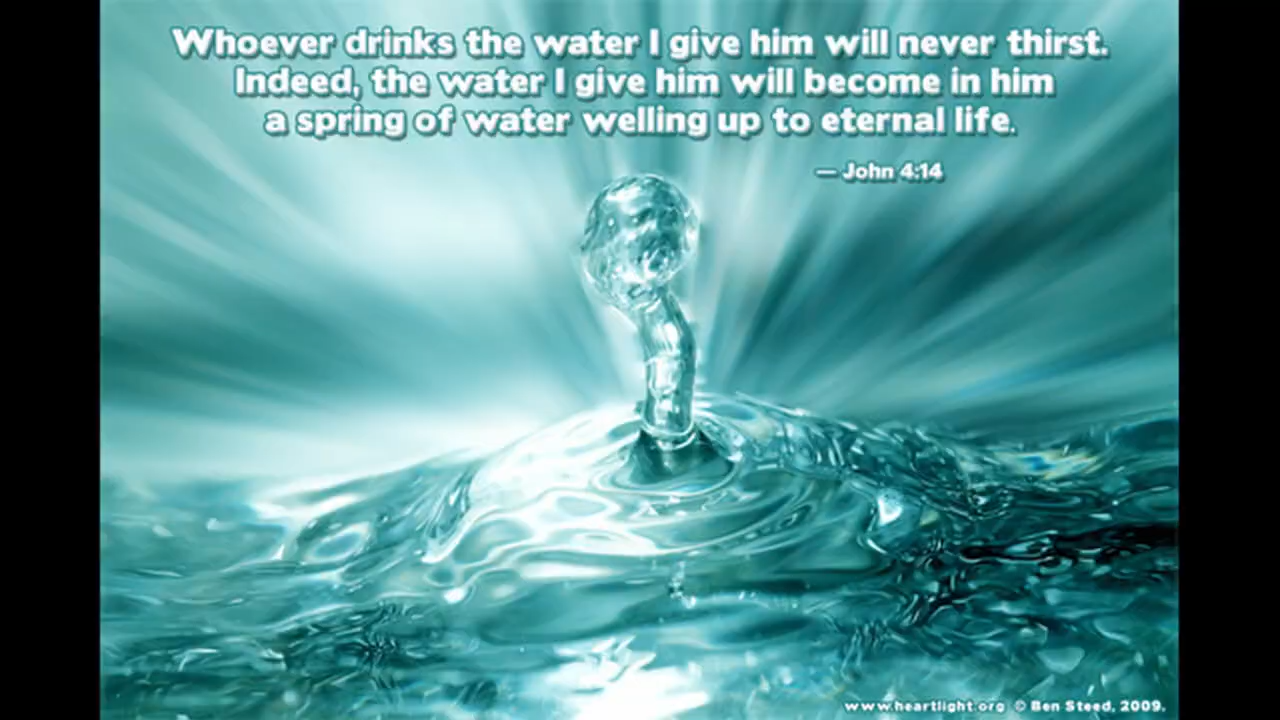 Whoever drinks the water I give him will never thirst.
Indeed, the water I give him will become in him
a spring of water welling up to eternal life.
— John 4:14
www.heartlight.org © Ben Steed, 2009.